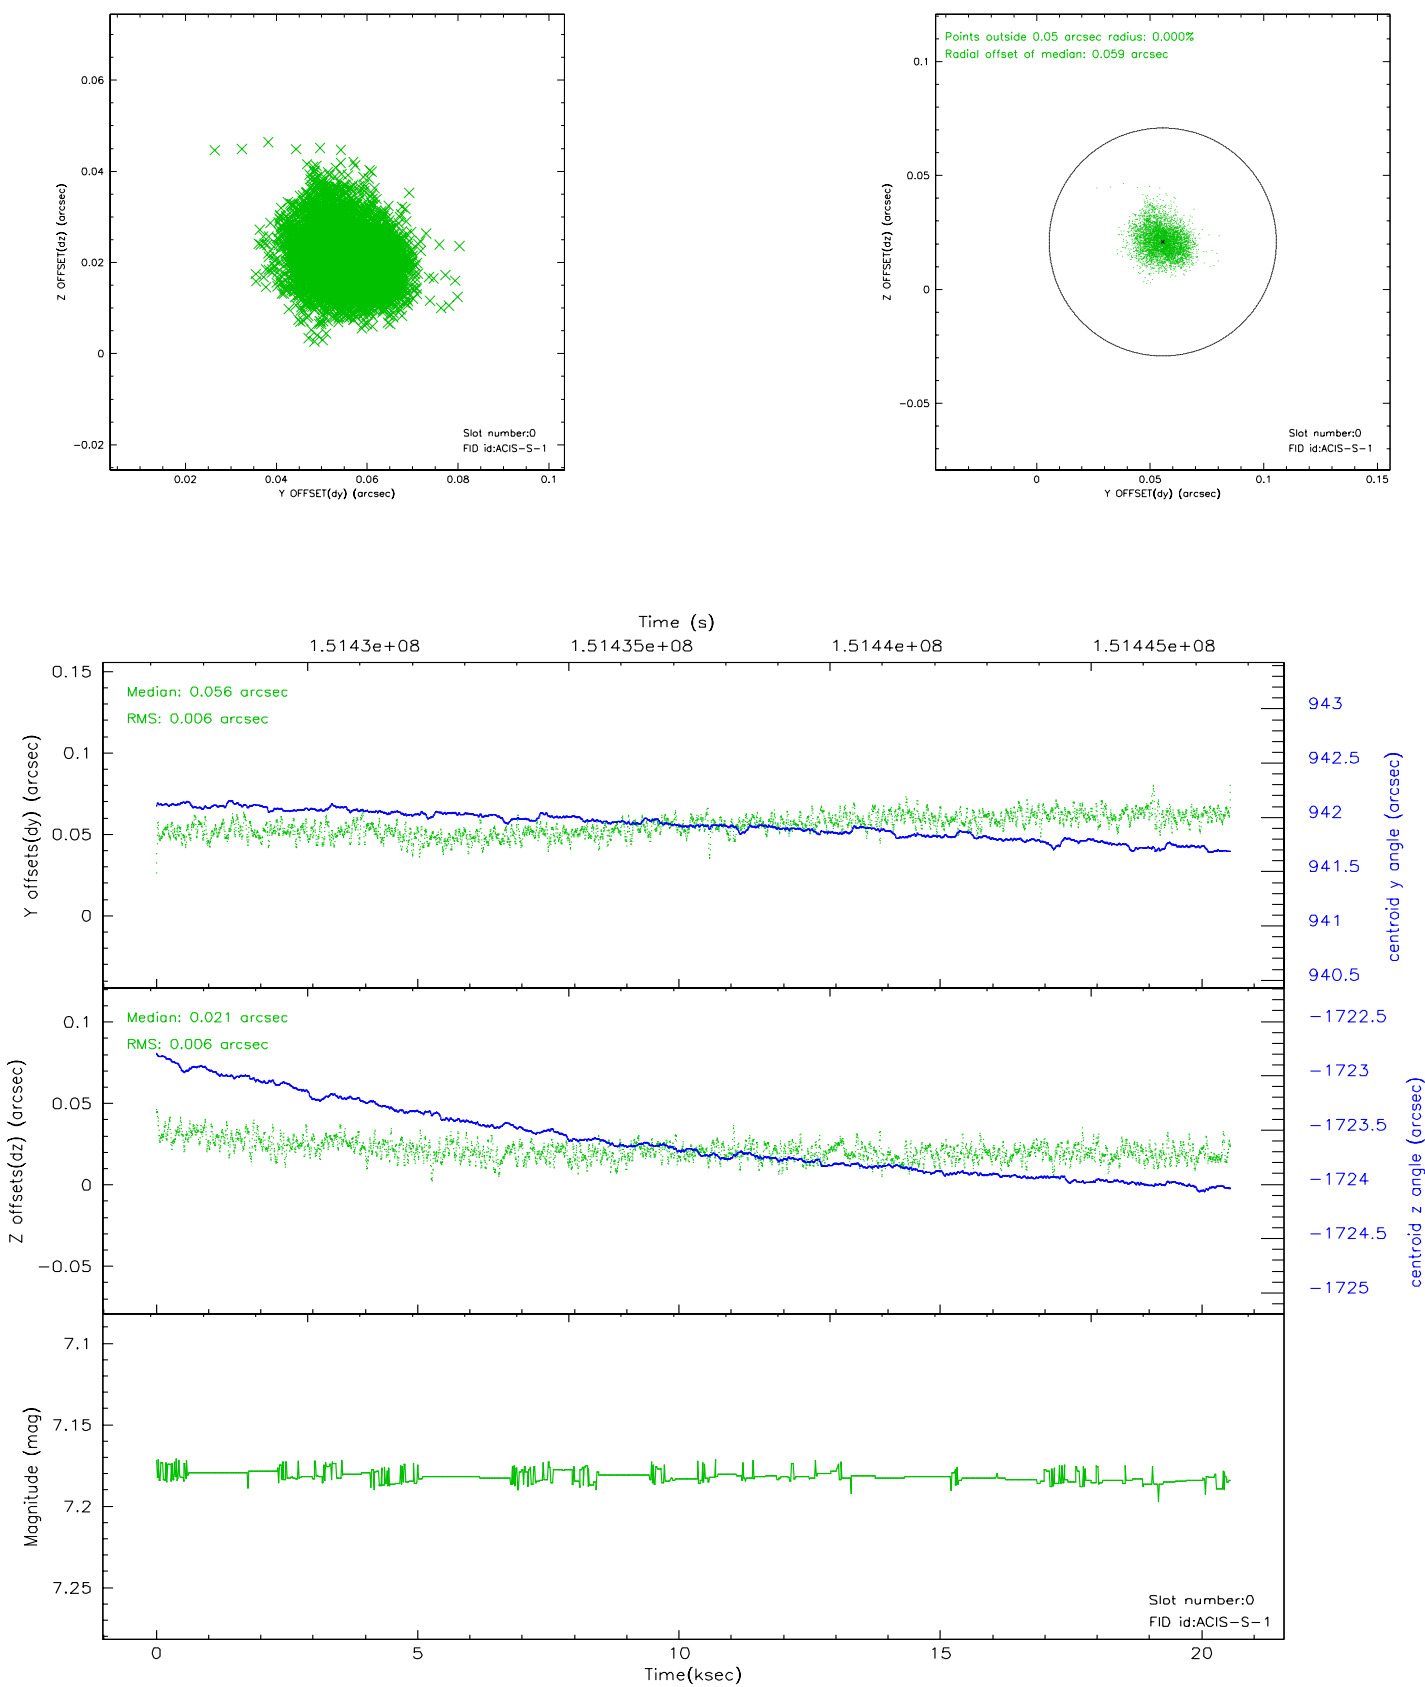 0.06
0.04
0.02
0
−0.02
Z OFFSET(dz) (arcsec)
Slot number:0
FID id:ACIS−S−1
0.02 0.04 0.06 0.08 0.1
Y OFFSET(dy) (arcsec)
Points outside 0.05 arcsec radius: 0.000%
Radial offset of median: 0.059 arcsec
0.1
0.05
0
−0.05
Z OFFSET(dz) (arcsec)
Slot number:0
FID id:ACIS−S−1
0 0.05 0.1 0.15
Y OFFSET(dy) (arcsec)
Time (s)
1.5143e+08 1.51435e+08 1.5144e+08 1.51445e+08
Median: 0.056 arcsec
RMS: 0.006 arcsec
0.15
0.1
0.05
0
Y offsets(dy) (arcsec)
943
942.5
942
941.5
941
940.5
centroid y angle (arcsec)
Median: 0.021 arcsec
RMS: 0.006 arcsec
0.1
0.05
0
−0.05
Z offsets(dz) (arcsec)
−1722.5
−1723
−1723.5
−1724
−1724.5
−1725
centroid z angle (arcsec)
7.1
7.15
7.2
7.25
Magnitude (mag)
Slot number:0
FID id:ACIS−S−1
0 5 10 15 20
Time(ksec)